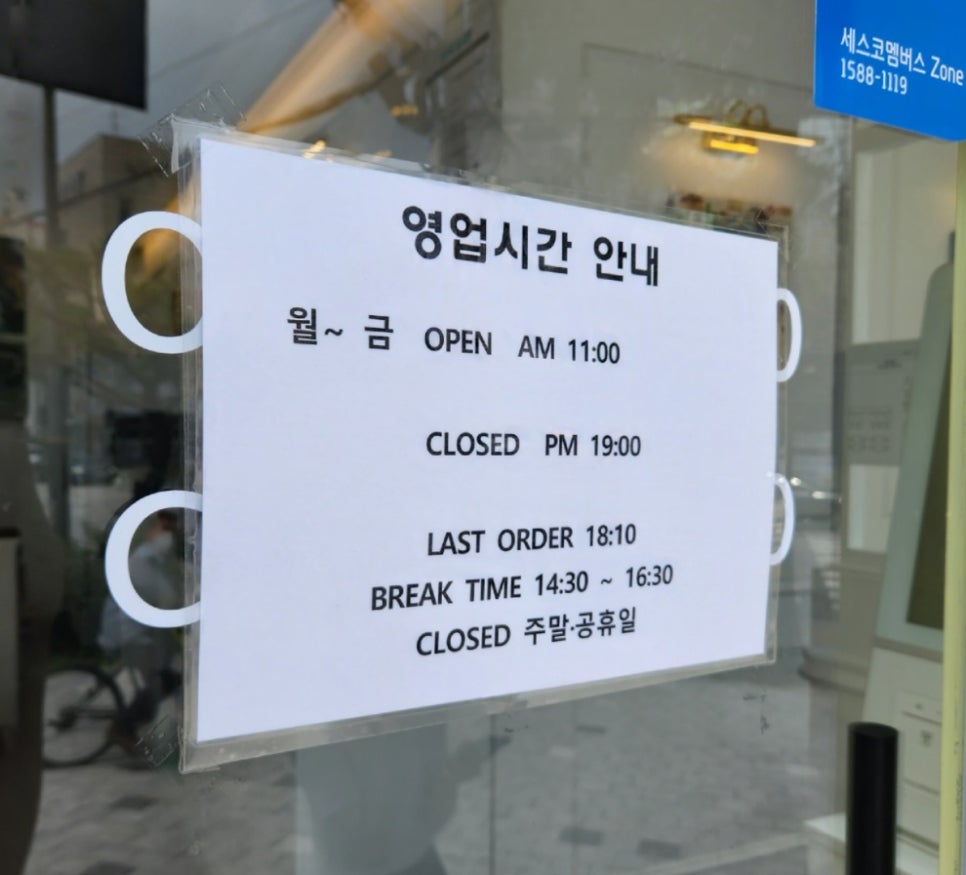 세스코멤버스 Zone
1588-1119
영업시간 안내
월~ 금 OPEN AM 11:00
CLOSED PM 19:00
LAST ORDER 18:10
BREAK TIME 14:30 ~ 16:30
CLOSED 주말·공휴일